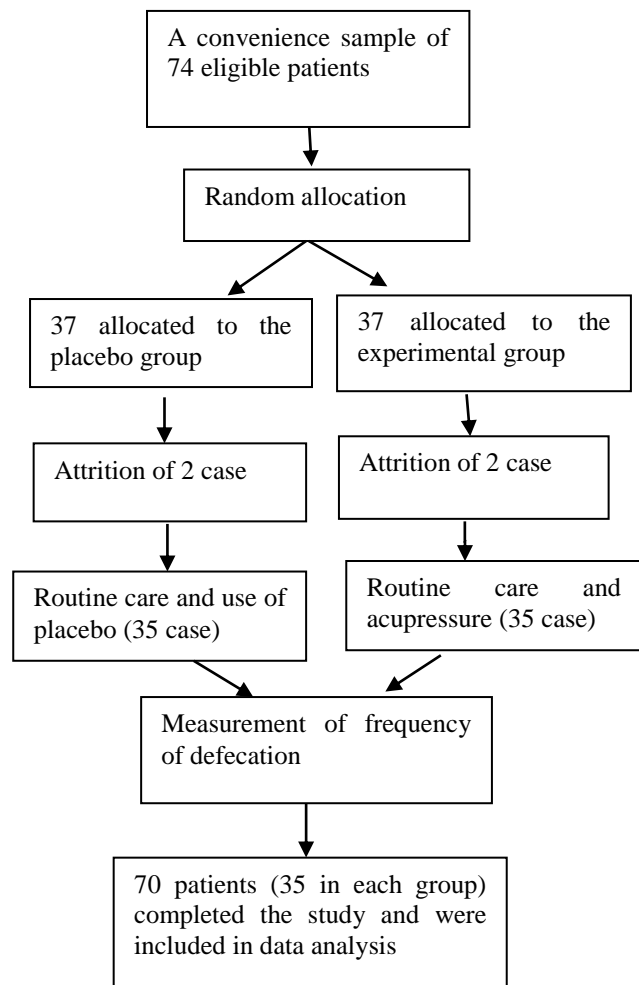 A convenience sample of
74 eligible patients
Random allocation
37 allocated to the
placebo group
37 allocated to the
experimental group
Attrition of 2 case
Attrition of 2 case
Routine care and use of
placebo (35 case)
Routine care and
acupressure (35 case)
Measurement of frequency
of defecation
70 patients (35 in each group)
completed the study and were
included in data analysis